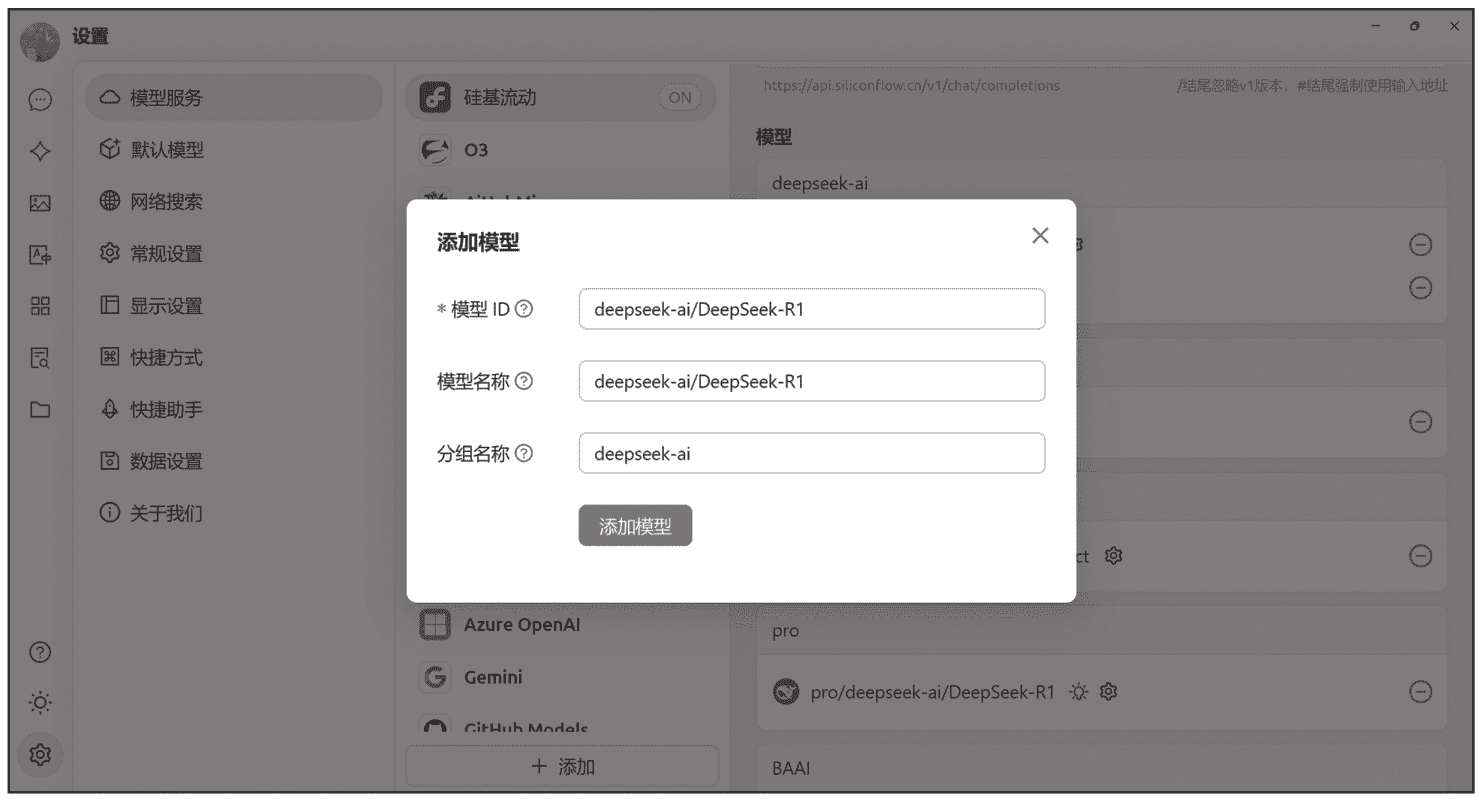 设置
模型服务
默认模型
网络搜索
常规设置
显示设置
快捷方式
快捷助手
数据设置
关于我们
硅基流动
ON
O3
Azure OpenAI
Gemini
GitHub Models
+ 添加
https://api.siliconflow.cn/v1/chat/completions
/结尾忽略v1版本，#结尾强制使用输入地址
模型
deepseek-ai
ct
pro
pro/deepseek-ai/DeepSeek-R1
BAAI
添加模型
* 模型 ID
deepseek-ai/DeepSeek-R1
模型名称
deepseek-ai/DeepSeek-R1
分组名称
deepseek-ai
添加模型